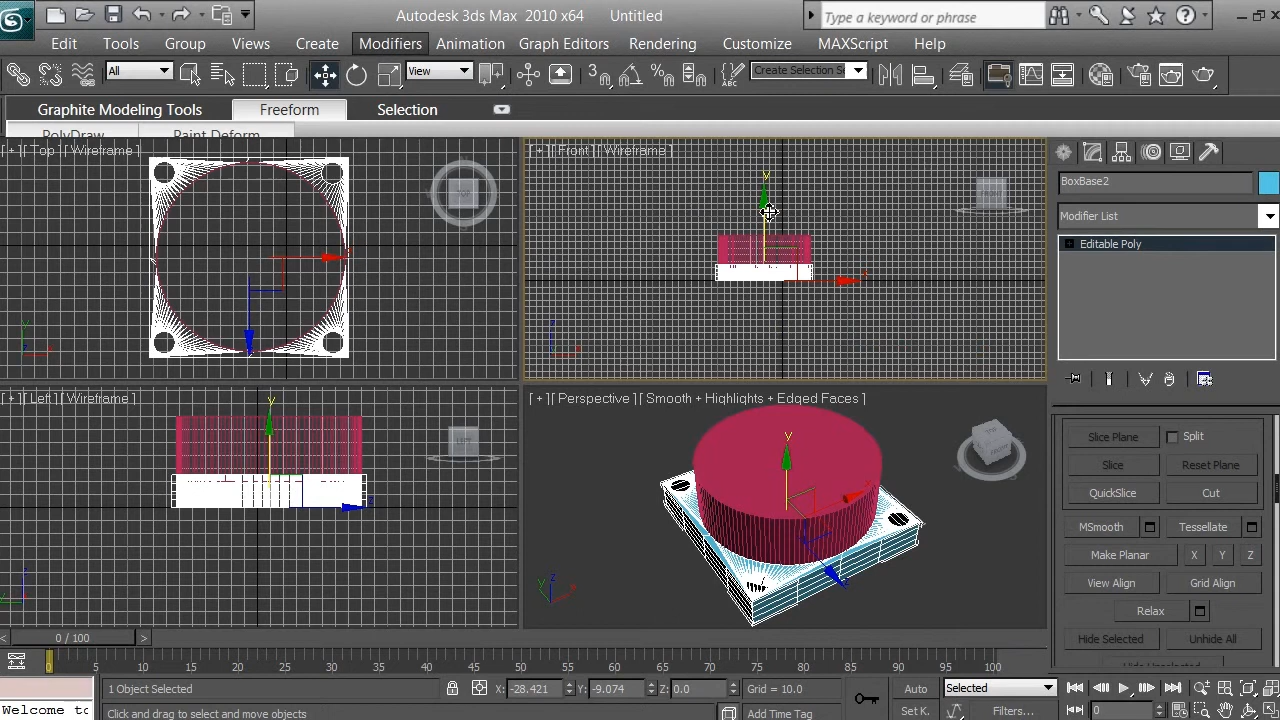 Autodesk 3ds Max 2010 x64 Untitled
Type a keyword or phrase
Edit Tools Group Views Create Modifiers Animation Graph Editors Rendering Customize MAXScript Help
All View Create Selection Se
Graphite Modeling Tools Freeform Selection
PolyDraw Paint Deform
[ + ] [ Top ] [ Wireframe ] [ + ] [ Front ] [ Wireframe ]
TOP FRONT
BoxBase2
Modifier List
Editable Poly
[ + ] [ Left ] [ Wireframe ] [ + ] [ Perspective ] [ Smooth + Highlights + Edged Faces ]
LEFT TOP FRONT
Slice Plane Split
Slice Reset Plane
QuickSlice Cut
MSmooth Tessellate
Make Planar X Y Z
View Align Grid Align
Relax
Hide Selected Unhide All
< 0 / 100 >
0 5 10 15 20 25 30 35 40 45 50 55 60 65 70 75 80 85 90 95 100
1 Object Selected X: -28.421 Y: -9.074 Z: 0.0 Grid = 10.0 Auto Selected
Welcome to Click and drag to select and move objects Add Time Tag Set K. Filters... 0